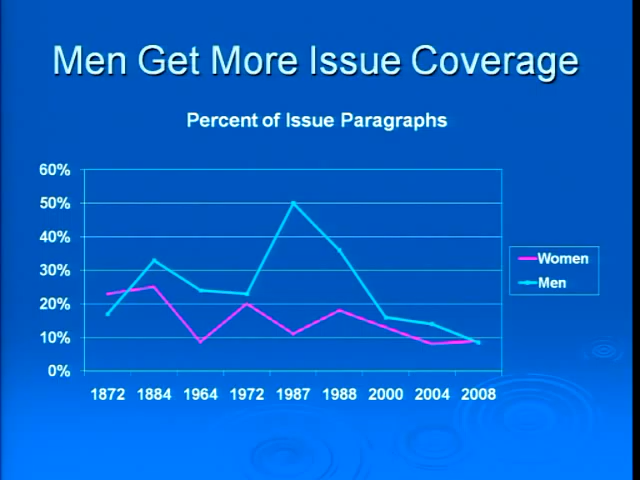 Men Get More Issue Coverage
Percent of Issue Paragraphs
60%
50%
40%
30%
20%
10%
0%
1872 1884 1964 1972 1987 1988 2000 2004 2008
Women
Men